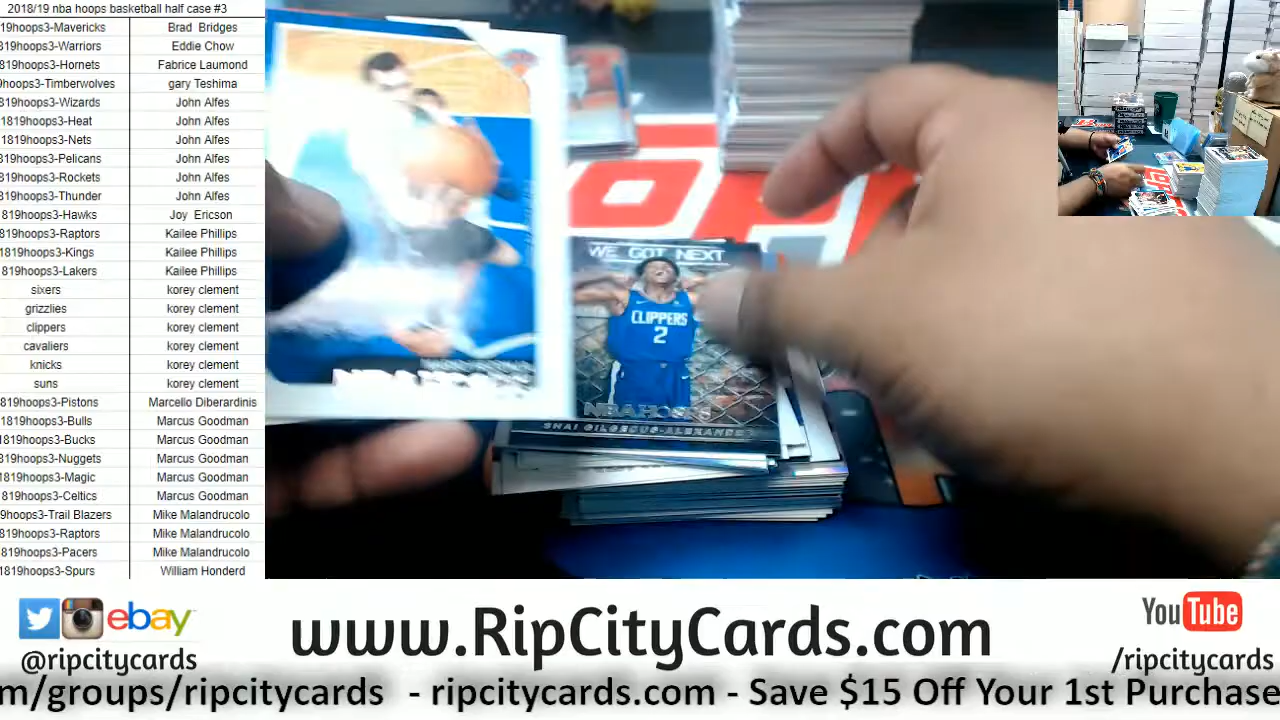 2018/19 nba hoops basketball half case #3
19hoops3-Mavericks Brad Bridges
819hoops3-Warriors Eddie Chow
19hoops3-Hornets Fabrice Laumond
9hoops3-Timberwolves gary Teshima
819hoops3-Wizards John Alfes
1819hoops3-Heat John Alfes
1819hoops3-Nets John Alfes
819hoops3-Pelicans John Alfes
819hoops3-Rockets John Alfes
819hoops3-Thunder John Alfes
819hoops3-Hawks Joy Ericson
819hoops3-Raptors Kailee Phillips
1819hoops3-Kings Kailee Phillips
819hoops3-Lakers Kailee Phillips
sixers korey clement
grizzlies korey clement
clippers korey clement
cavaliers korey clement
knicks korey clement
suns korey clement
819hoops3-Pistons Marcello Diberardinis
1819hoops3-Bulls Marcus Goodman
1819hoops3-Bucks Marcus Goodman
819hoops3-Nuggets Marcus Goodman
1819hoops3-Magic Marcus Goodman
819hoops3-Celtics Marcus Goodman
9hoops3-Trail Blazers Mike Malandrucolo
819hoops3-Raptors Mike Malandrucolo
819hoops3-Pacers Mike Malandrucolo
1819hoops3-Spurs William Honderd
WE GOT NEXT
CLIPPERS
2
NBA HOOPS
SHAI GILGEOUS-ALEXANDER
ebay
@ripcitycards
www.RipCityCards.com
YouTube
/ripcitycards
m/groups/ripcitycards - ripcitycards.com - Save $15 Off Your 1st Purchase